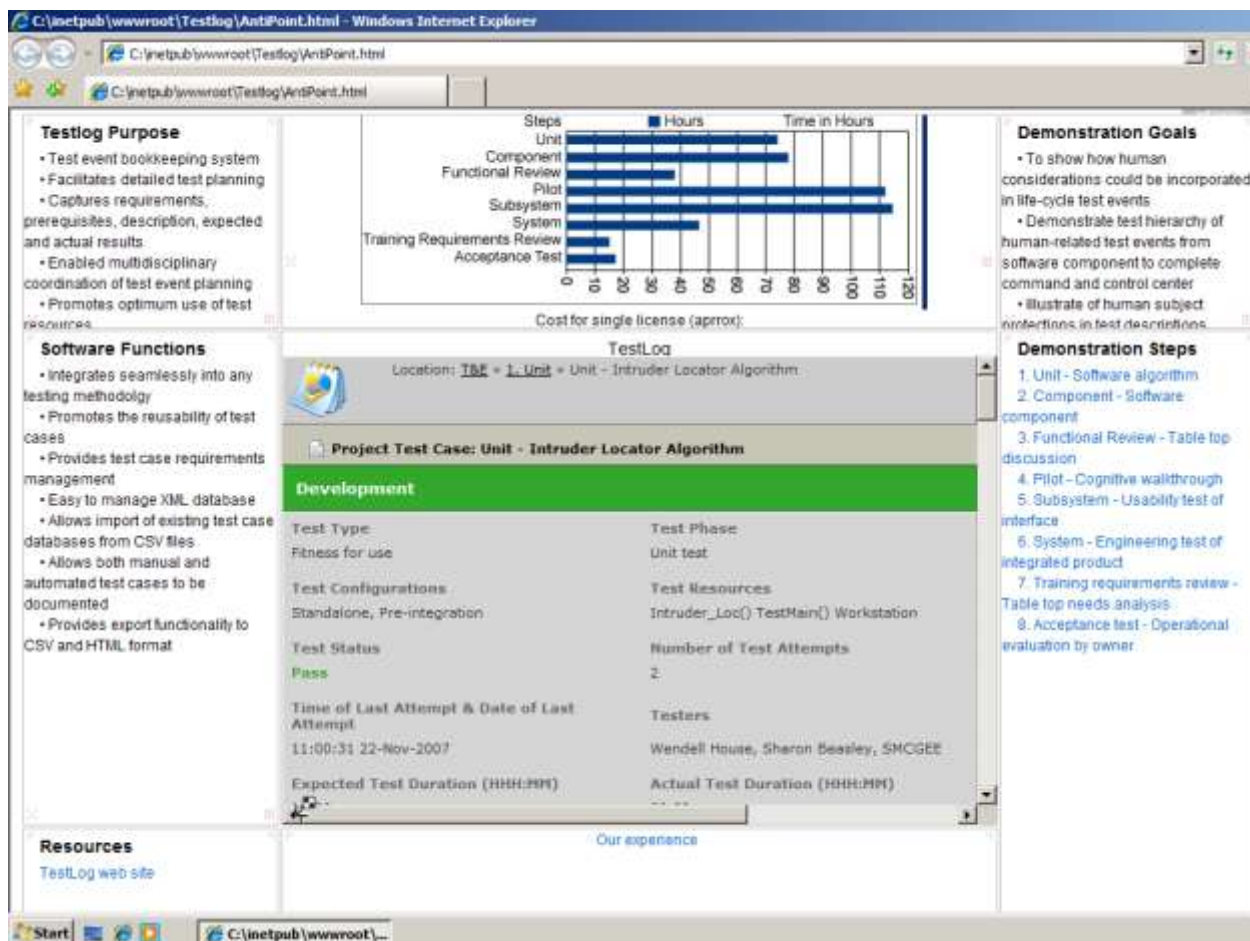 C:\inetpub\wwwroot\Testlog\AntiPoint.html - Windows Internet Explorer
C:\inetpub\wwwroot\Testlog\AntiPoint.html
C:\inetpub\wwwroot\Testlog\AntiPoint.html
Testlog Purpose
• Test event bookkeeping system
• Facilitates detailed test planning
• Captures requirements,
prerequisites, description, expected
and actual results
• Enabled multidisciplinary
coordination of test event planning
• Promotes optimum use of test
resources
Steps Hours Time in Hours
Unit
Component
Functional Review
Pilot
Subsystem
System
Training Requirements Review
Acceptance Test
0 10 20 30 40 50 60 70 80 90 100 110 120
Cost for single license (aprrox):
Demonstration Goals
• To show how human
considerations could be incorporated
in life-cycle test events
• Demonstrate test hierarchy of
human-related test events from
software component to complete
command and control center
• Illustrate of human subject
protections in test descriptions
Software Functions
• Integrates seamlessly into any
testing methodolgy
• Promotes the reusability of test
cases
• Provides test case requirements
management
• Easy to manage XML database
• Allows import of existing test case
databases from CSV files
• Allows both manual and
automated test cases to be
documented
• Provides export functionality to
CSV and HTML format
TestLog
Location: T&E » 1. Unit » Unit - Intruder Locator Algorithm
Project Test Case: Unit - Intruder Locator Algorithm
Development
Test Type Test Phase
Fitness for use Unit test
Test Configurations Test Resources
Standalone, Pre-integration Intruder_Loc() TestMain() Workstation
Test Status Number of Test Attempts
Pass 2
Time of Last Attempt & Date of Last
Attempt Testers
11:00:31 22-Nov-2007 Wendell House, Sharon Beasley, SMCGEE
Expected Test Duration (HHH:MM) Actual Test Duration (HHH:MM)
Demonstration Steps
1. Unit - Software algorithm
2. Component - Software
component
3. Functional Review - Table top
discussion
4. Pilot - Cognitive walkthrough
5. Subsystem - Usability test of
interface
6. System - Engineering test of
integrated product
7. Training requirements review -
Table top needs analysis
8. Acceptance test - Operational
evaluation by owner
Resources
TestLog web site
Our experience
Start
C:\inetpub\wwwroot\...